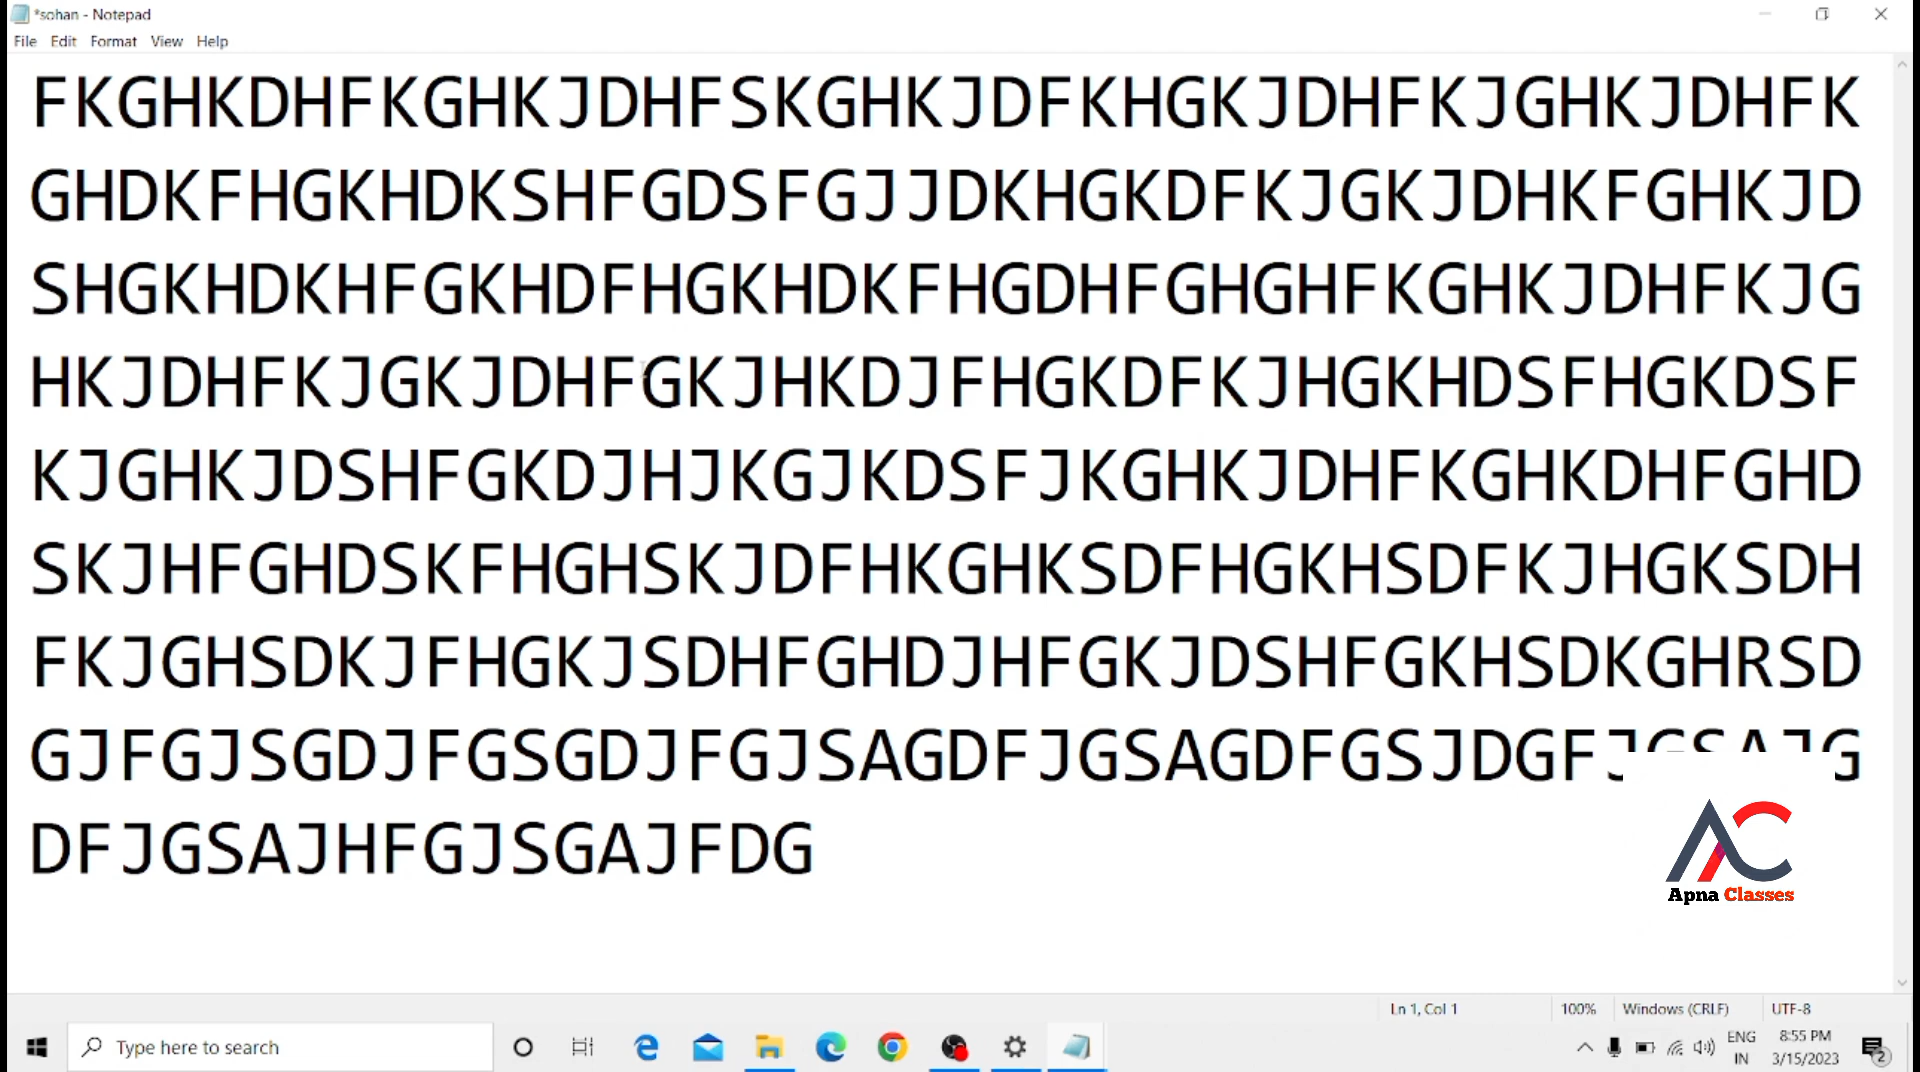 *sohan - Notepad
File Edit Format View Help
FKGHKDHFKGHKJDHFSKGHKJDFKHGKJDHFKJGHKJDHFK
GHDKFHGKHDKSHFGDSFGJJDKHGKDFKJGKJDHKFGHKJD
SHGKHDKHFGKHDFHGKHDKFHGDHFGHGHFKGHKJDHFKJG
HKJDHFKJGKJDHFGKJHKDJFHGKDFKJHGKHDSFHGKDSF
KJGHKJDSHFGKDJHJKGJKDSFJKGHKJDHFKGHKDHFGHD
SKJHFGHDSKFHGHSKJDFHKGHKSDFHGKHSDFKJHGKSDH
FKJGHSDKJFHGKJSDHFGHDJHFGKJDSHFGKHSDKGHRSD
GJFGJSGDJFGSGDJFGJSAGDFJGSAGDFGSJDGFJGSAJG
DFJGSAJHFGJSGAJFDG
Apna Classes
Ln 1, Col 1 100% Windows (CRLF) UTF-8
Type here to search
ENG 8:55 PM
IN 3/15/2023 2